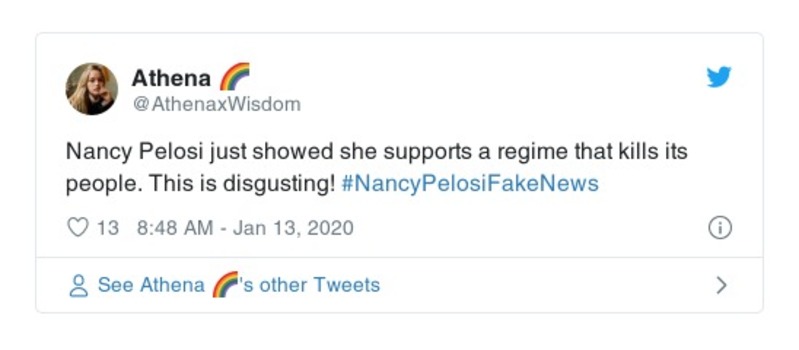 Athena 🌈
@AthenaxWisdom
Nancy Pelosi just showed she supports a regime that kills its
people. This is disgusting! #NancyPelosiFakeNews
13 8:48 AM - Jan 13, 2020
See Athena 🌈's other Tweets